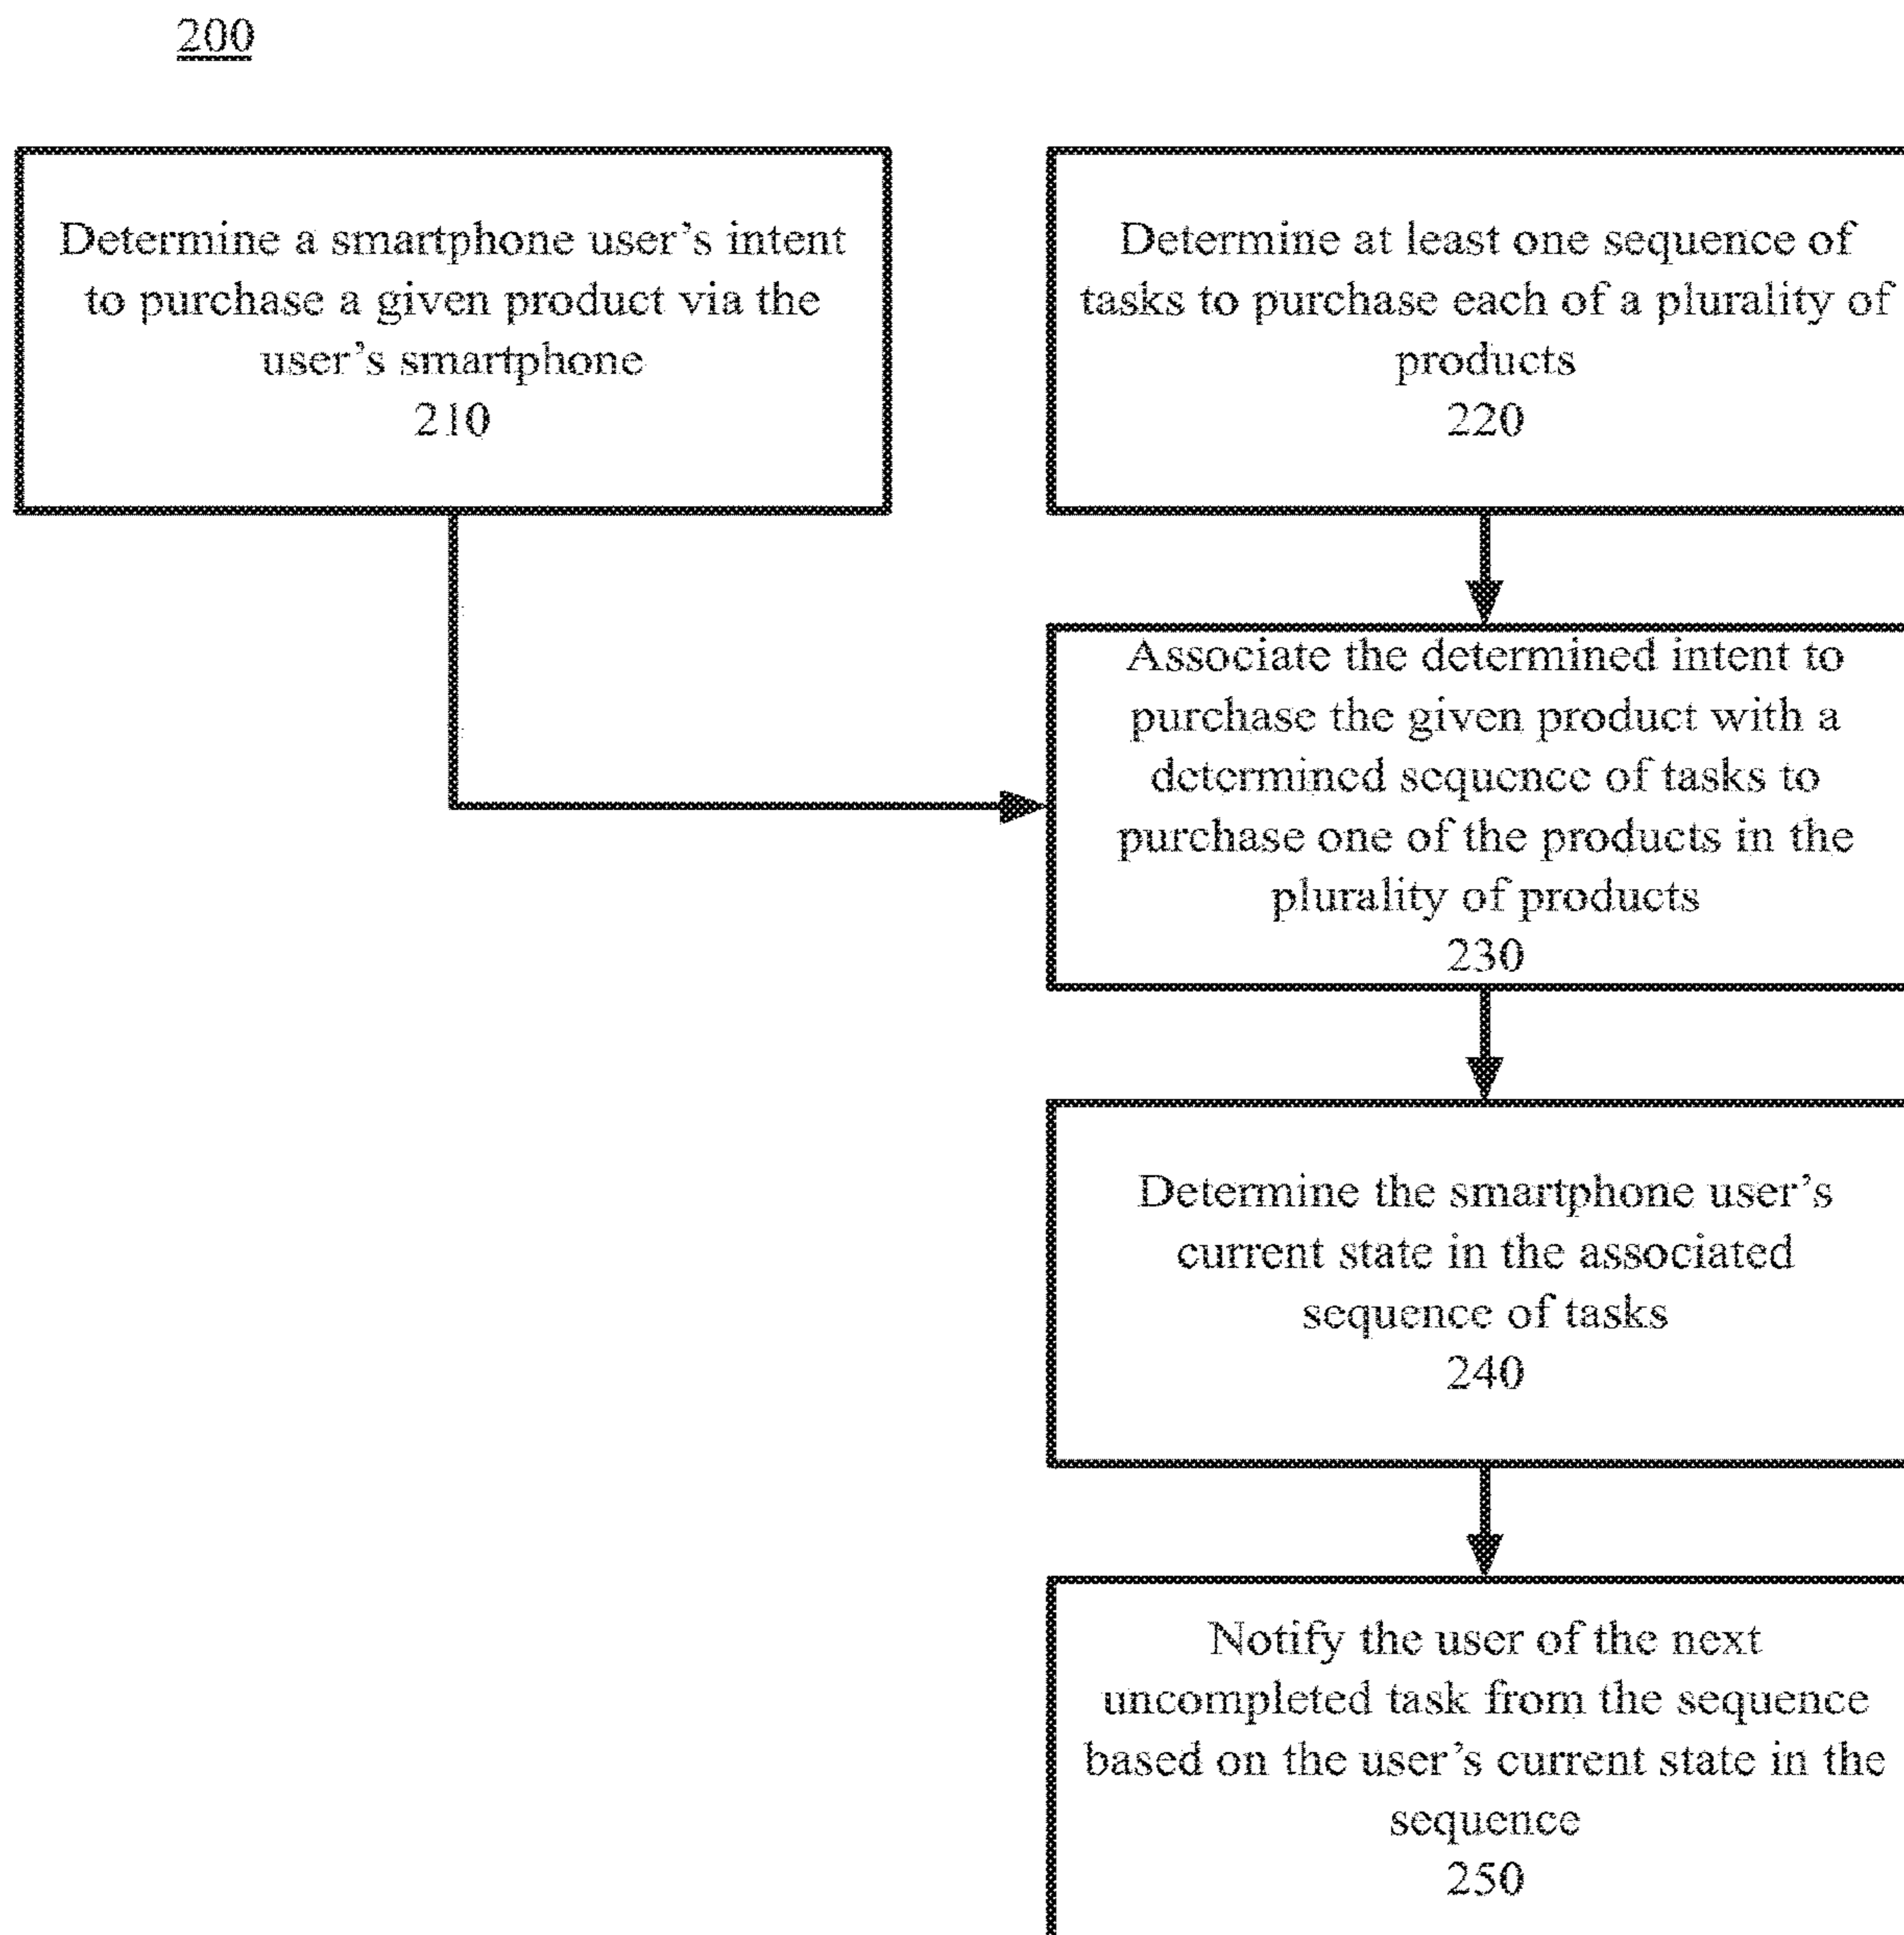 200
Determine a smartphone user's intent
to purchase a given product via the
user's smartphone
210
Determine at least one sequence of
tasks to purchase each of a plurality of
products
220
Associate the determined intent to
purchase the given product with a
determined sequence of tasks to
purchase one of the products in the
plurality of products
230
Determine the smartphone user's
current state in the associated
sequence of tasks
240
Notify the user of the next
uncompleted task from the sequence
based on the user's current state in the
sequence
250